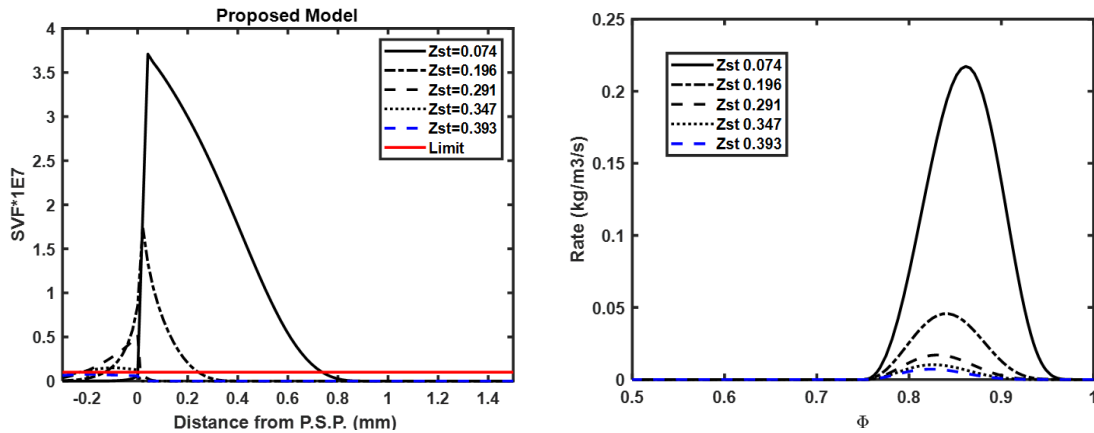 Proposed Model
SVF*1E7
4
3.5
3
2.5
2
1.5
1
0.5
0
-0.2 0 0.2 0.4 0.6 0.8 1 1.2 1.4
Distance from P.S.P. (mm)
Zst=0.074
Zst=0.196
Zst=0.291
Zst=0.347
Zst=0.393
Limit
Rate (kg/m3/s)
0.25
0.2
0.15
0.1
0.05
0
0.5 0.6 0.7 0.8 0.9 1
Φ
Zst 0.074
Zst 0.196
Zst 0.291
Zst 0.347
Zst 0.393